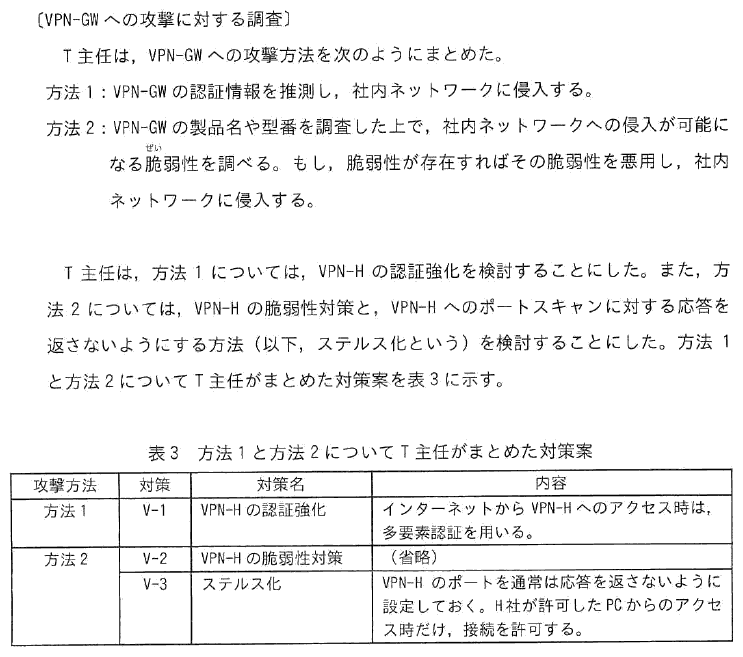 〔VPN-GW への攻撃に対する調査〕
T 主任は，VPN-GW への攻撃方法を次のようにまとめた。
方法 1：VPN-GW の認証情報を推測し，社内ネットワークに侵入する。
方法 2：VPN-GW の製品名や型番を調査した上で，社内ネットワークへの侵入が可能に
ぜい
なる脆弱性を調べる。もし，脆弱性が存在すればその脆弱性を悪用し，社内
ネットワークに侵入する。
T 主任は，方法 1 については，VPN-H の認証強化を検討することにした。また，方
法 2 については，VPN-H の脆弱性対策と，VPN-H へのポートスキャンに対する応答を
返さないようにする方法（以下，ステルス化という）を検討することにした。方法 1
と方法 2 について T 主任がまとめた対策案を表 3 に示す。
表 3　方法 1 と方法 2 について T 主任がまとめた対策案
攻撃方法　対策　対策名　内容
方法 1　V-1　VPN-H の認証強化　インターネットから VPN-H へのアクセス時は，
多要素認証を用いる。
方法 2　V-2　VPN-H の脆弱性対策　（省略）
V-3　ステルス化　VPN-H のポートを通常は応答を返さないように
設定しておく。H 社が許可した PC からのアクセ
ス時だけ，接続を許可する。